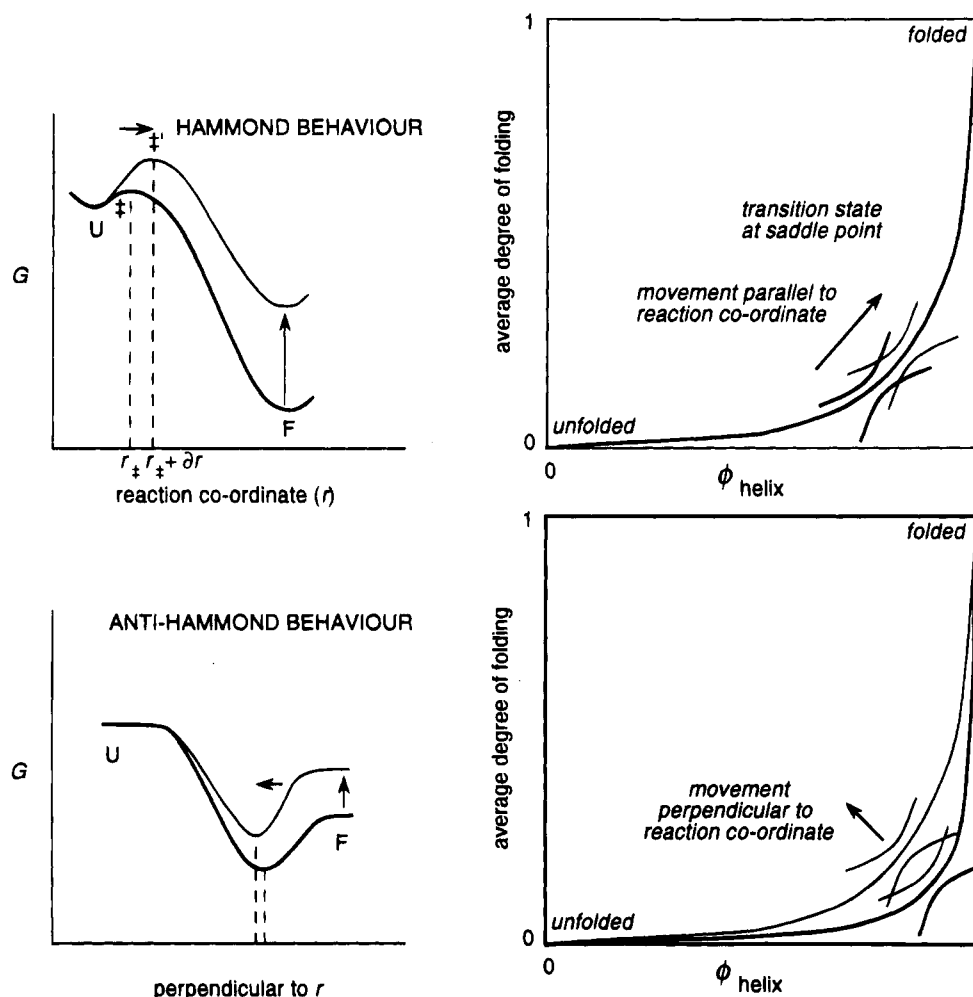 HAMMOND BEHAVIOUR
‡'
‡
U
G
F
r‡ r‡ + ∂r
reaction co-ordinate (r)
1
folded
average degree of folding
transition state
at saddle point
movement parallel to
reaction co-ordinate
unfolded
0
0
ϕ helix
ANTI-HAMMOND BEHAVIOUR
U
G
F
perpendicular to r
1
folded
average degree of folding
movement
perpendicular to
reaction co-ordinate
unfolded
0
0
ϕ helix